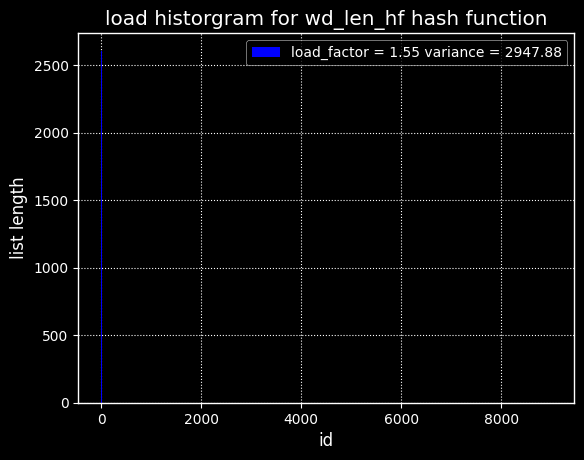 load historgram for wd_len_hf hash function
load_factor = 1.55 variance = 2947.88
2500
2000
1500
1000
500
0
list length
0 2000 4000 6000 8000
id